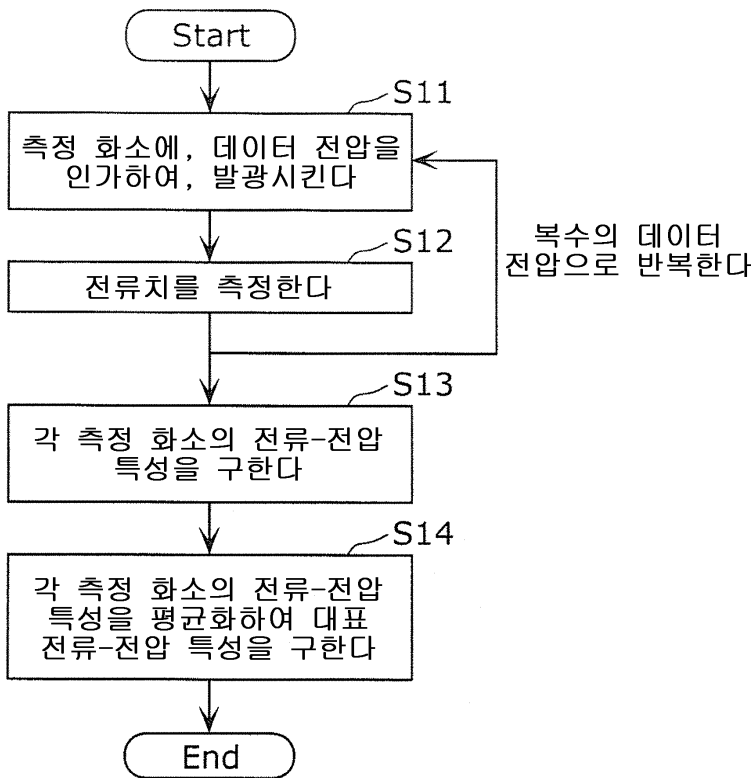 Start
S11
측정 화소에, 데이터 전압을
인가하여, 발광시킨다
S12
전류치를 측정한다
복수의 데이터
전압으로 반복한다
S13
각 측정 화소의 전류-전압
특성을 구한다
S14
각 측정 화소의 전류-전압
특성을 평균화하여 대표
전류-전압 특성을 구한다
End